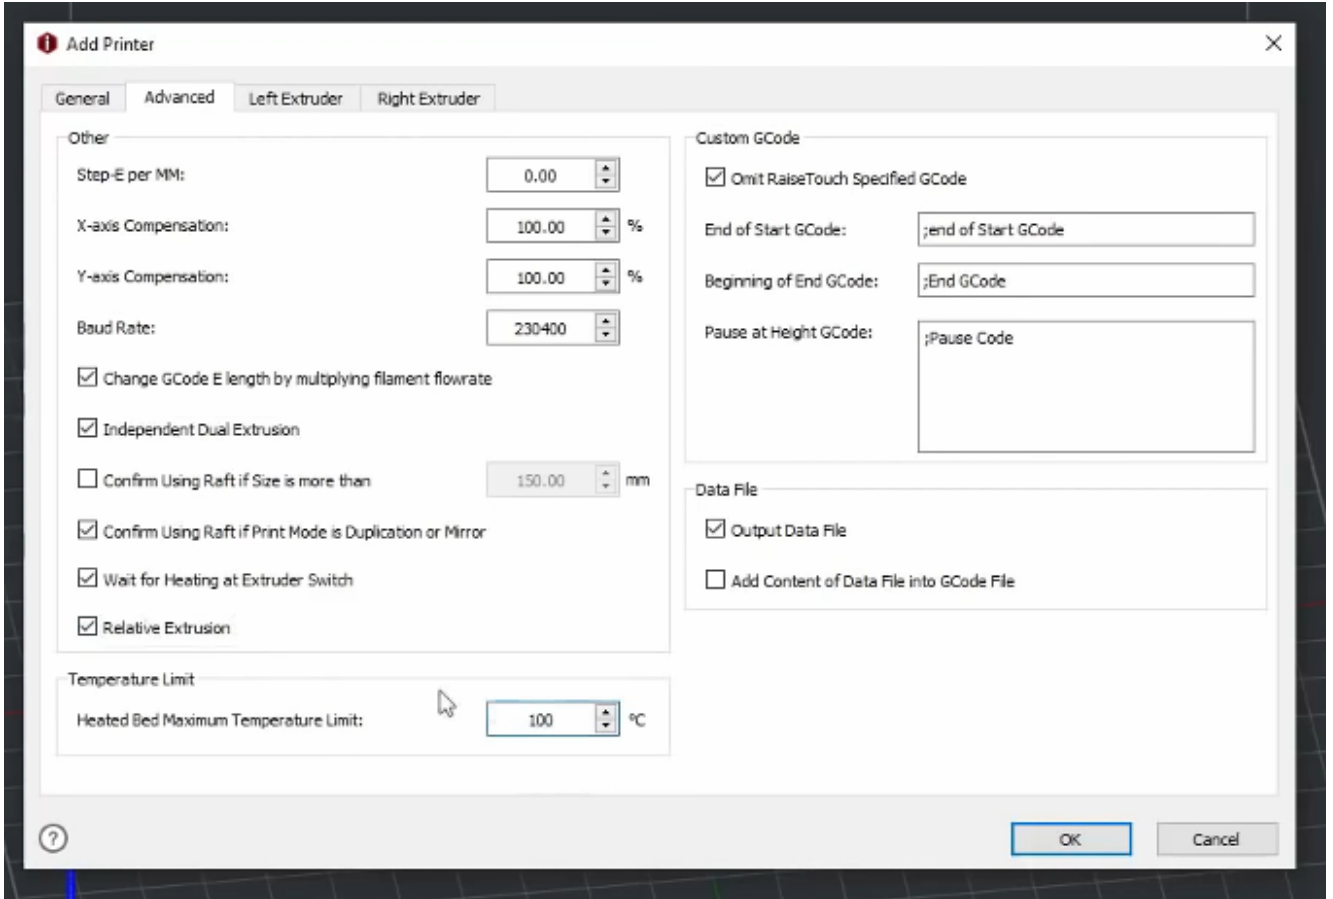 Add Printer
General Advanced Left Extruder Right Extruder
Other
Step-E per MM: 0.00
X-axis Compensation: 100.00 %
Y-axis Compensation: 100.00 %
Baud Rate: 230400
Change GCode E length by multiplying filament flowrate
Independent Dual Extrusion
Confirm Using Raft if Size is more than 150.00 mm
Confirm Using Raft if Print Mode is Duplication or Mirror
Wait for Heating at Extruder Switch
Relative Extrusion
Temperature Limit
Heated Bed Maximum Temperature Limit: 100 °C
Custom GCode
Omit RaiseTouch Specified GCode
End of Start GCode: ;end of Start GCode
Beginning of End GCode: ;End GCode
Pause at Height GCode: ;Pause Code
Data File
Output Data File
Add Content of Data File into GCode File
?
OK Cancel